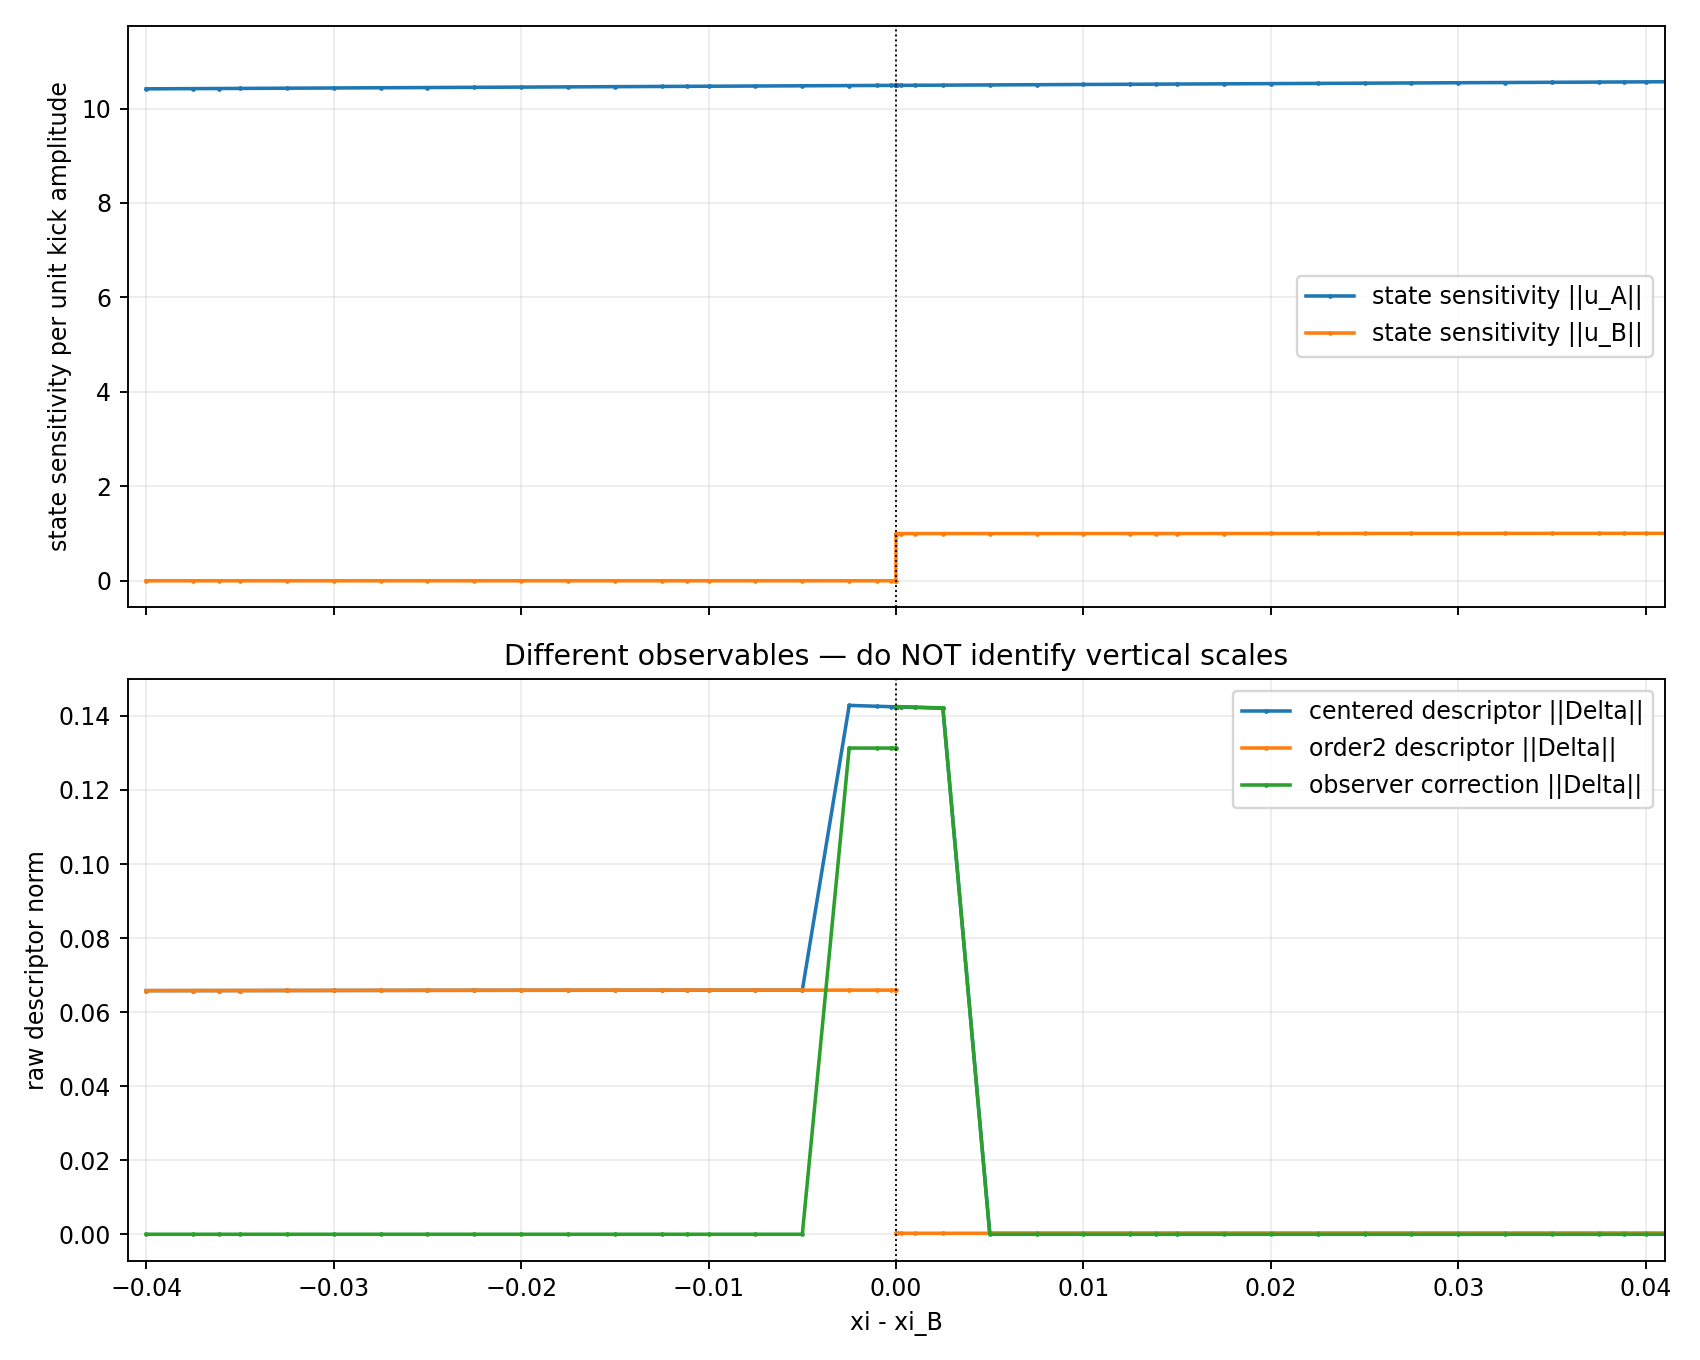 state sensitivity per unit kick amplitude
10
8
6
4
2
0
state sensitivity ||u_A||
state sensitivity ||u_B||
Different observables — do NOT identify vertical scales
raw descriptor norm
0.14
0.12
0.10
0.08
0.06
0.04
0.02
0.00
centered descriptor ||Delta||
order2 descriptor ||Delta||
observer correction ||Delta||
−0.04 −0.03 −0.02 −0.01 0.00 0.01 0.02 0.03 0.04
xi - xi_B